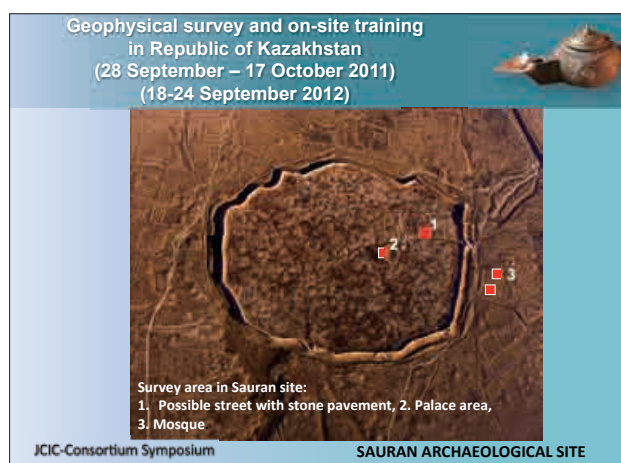 Geophysical survey and on-site training
in Republic of Kazakhstan
(28 September – 17 October 2011)
(18-24 September 2012)
1
2
3
Survey area in Sauran site:
1. Possible street with stone pavement, 2. Palace area,
3. Mosque
JCIC-Consortium Symposium
SAURAN ARCHAEOLOGICAL SITE